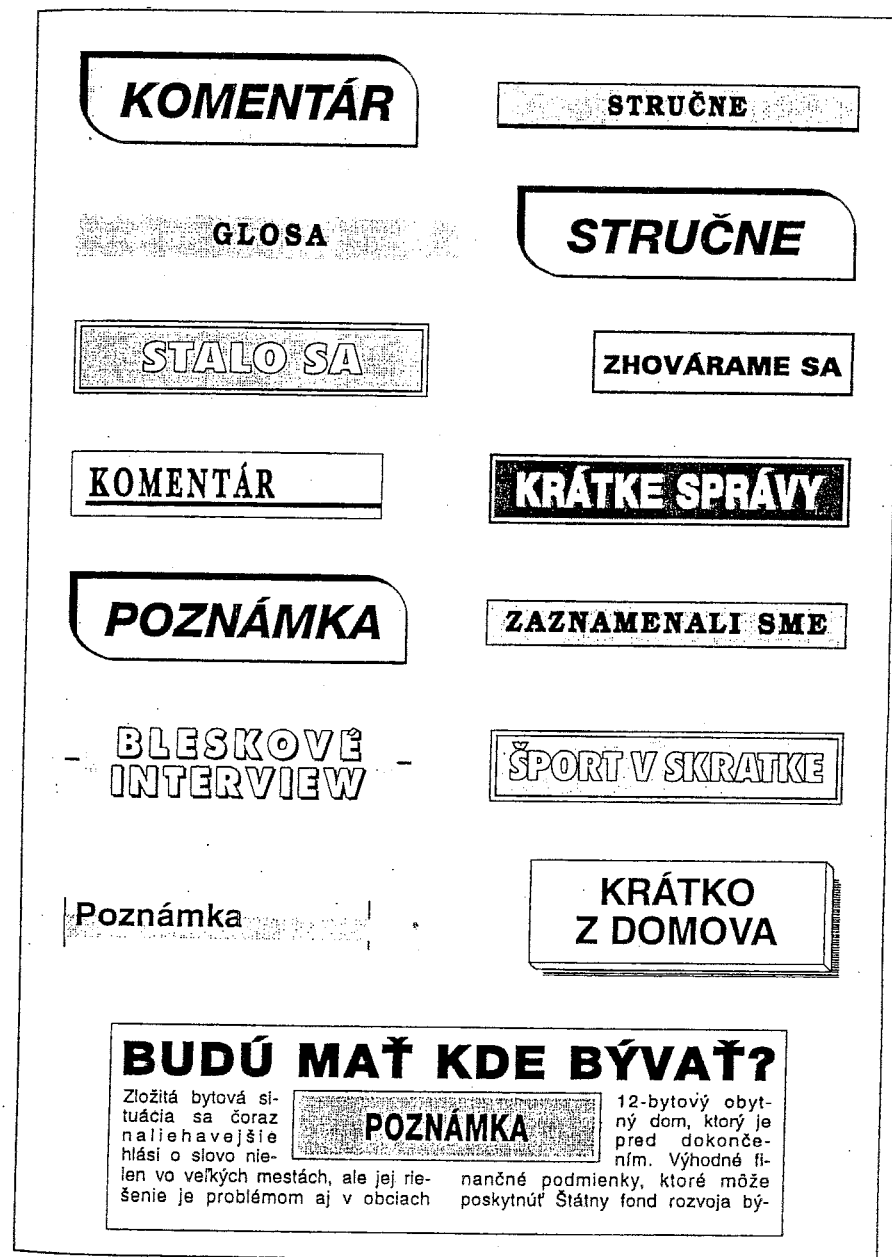 KOMENTÁR
STRUČNE
GLOSA
STRUČNE
STALO SA
ZHOVÁRAME SA
KOMENTÁR
KRÁTKE SPRÁVY
POZNÁMKA
ZAZNAMENALI SME
BLESKOVÉ
INTERVIEW
ŠPORT V SKRATKE
Poznámka
KRÁTKO
Z DOMOVA
BUDÚ MAŤ KDE BÝVAŤ?
Zložitá bytová si-
tuácia sa čoraz
naliehavejšie
hlási o slovo nie-
len vo veľkých mestách, ale jej rie-
šenie je problémom aj v obciach
POZNÁMKA
12-bytový obyt-
ný dom, ktorý je
pred dokonče-
ním. Výhodné fi-
nančné podmienky, ktoré môže
poskytnúť Štátny fond rozvoja bý-